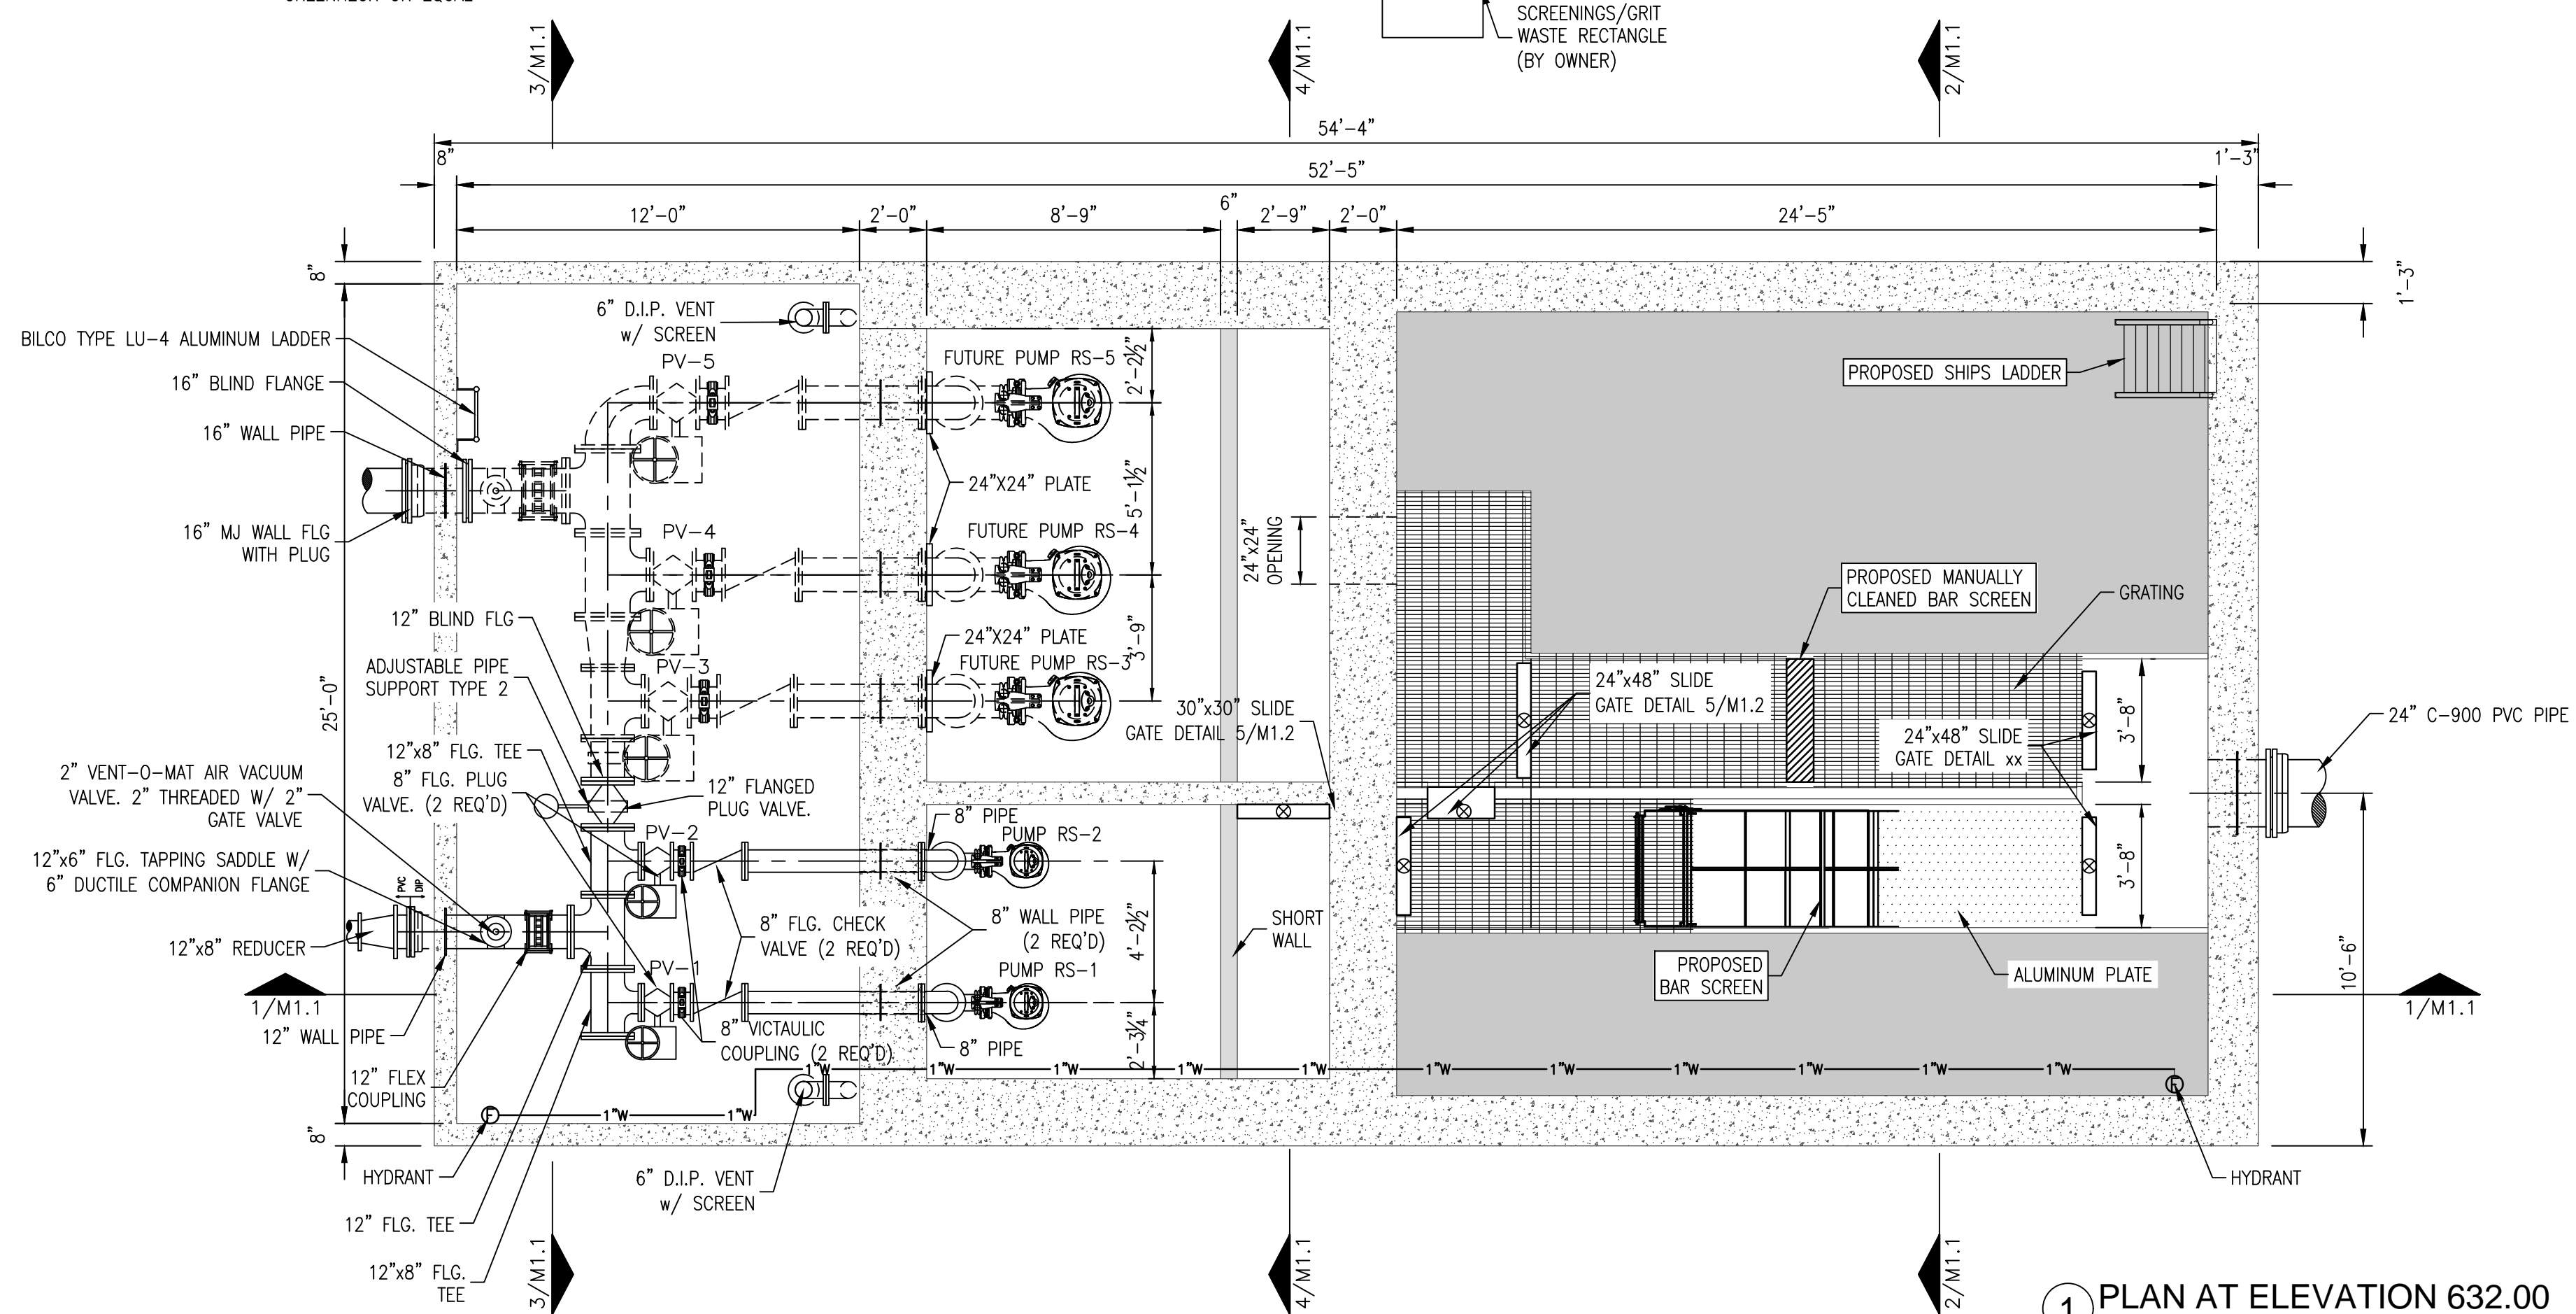 SCREENINGS/GRIT
WASTE RECTANGLE
(BY OWNER)
3/M1.1
4/M1.1
2/M1.1
54'-4"
8"
52'-5"
1'-3"
12'-0"
2'-0"
8'-9"
6"
2'-9"
2'-0"
24'-5"
8"
1'-3"
6" D.I.P. VENT
w/ SCREEN
BILCO TYPE LU-4 ALUMINUM LADDER
16" BLIND FLANGE
16" WALL PIPE
16" MJ WALL FLG
WITH PLUG
PV-5
FUTURE PUMP RS-5
2'-2½"
PROPOSED SHIPS LADDER
24"X24" PLATE
5'-1½"
PV-4
FUTURE PUMP RS-4
24"x24"
OPENING
PROPOSED MANUALLY
CLEANED BAR SCREEN
GRATING
12" BLIND FLG
24"X24" PLATE
3'-9"
ADJUSTABLE PIPE
SUPPORT TYPE 2
PV-3
FUTURE PUMP RS-3
25'-0"
24"x48" SLIDE
GATE DETAIL 5/M1.2
30"x30" SLIDE
GATE DETAIL 5/M1.2
3'-8"
24" C-900 PVC PIPE
24"x48" SLIDE
GATE DETAIL xx
12"x8" FLG. TEE
8" FLG. PLUG
VALVE. (2 REQ'D)
2" VENT-O-MAT AIR VACUUM
VALVE. 2" THREADED W/ 2"
GATE VALVE
12" FLANGED
PLUG VALVE.
8" PIPE
PV-2
PUMP RS-2
12"x6" FLG. TAPPING SADDLE W/
6" DUCTILE COMPANION FLANGE
PVC
DIP
3'-8"
12"x8" REDUCER
8" FLG. CHECK
VALVE (2 REQ'D)
8" WALL PIPE
(2 REQ'D)
4'-2½"
SHORT
WALL
PV-1
PUMP RS-1
PROPOSED
BAR SCREEN
ALUMINUM PLATE
10'-6"
1/M1.1
1/M1.1
12" WALL PIPE
8" VICTAULIC
COUPLING (2 REQ'D)
8" PIPE
2'-3¼"
12" FLEX
COUPLING
1"W 1"W 1"W 1"W 1"W 1"W 1"W 1"W 1"W 1"W
1"W 1"W
8"
HYDRANT
6" D.I.P. VENT
w/ SCREEN
HYDRANT
12" FLG. TEE
12"x8" FLG.
TEE
3/M1.1
4/M1.1
2/M1.1
1 PLAN AT ELEVATION 632.00